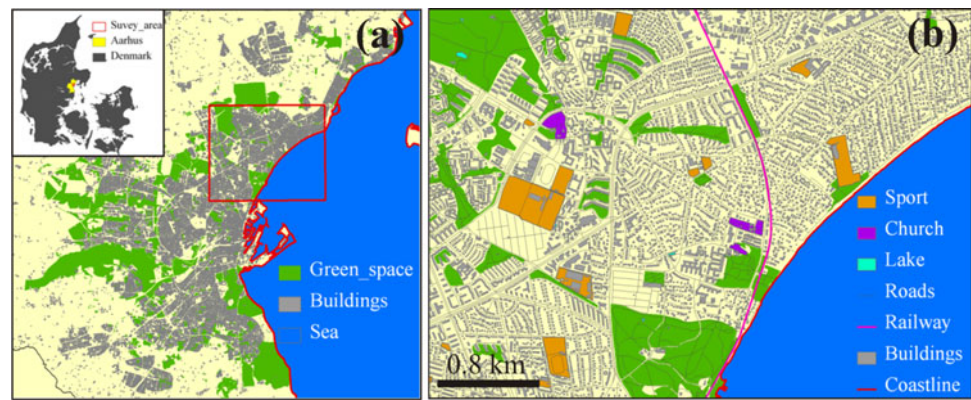 Suvey_area
Aarhus
Denmark
(a)
Green_space
Buildings
Sea
(b)
Sport
Church
Lake
Roads
Railway
Buildings
Coastline
0.8 km